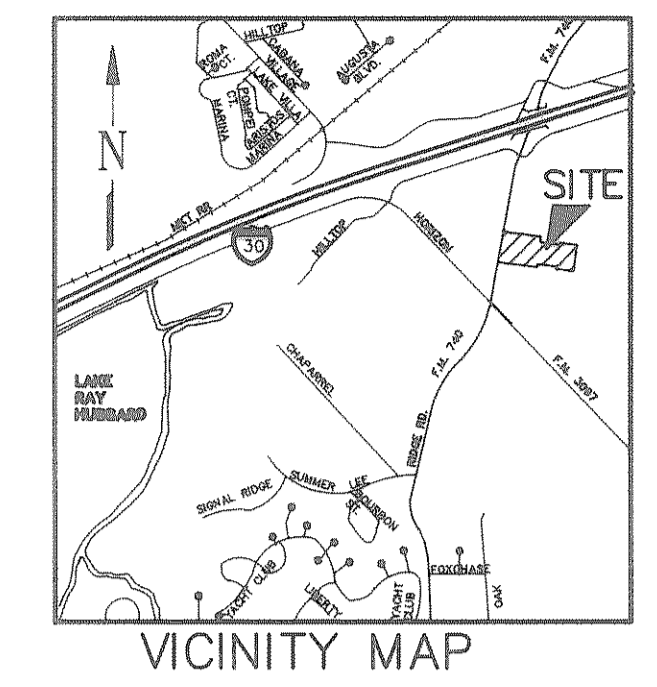 HILLTOP
F.M. 740
ROMA
CT.
CABANA
VILLAGE
AUGUSTA
BLVD.
LAKE VILLA
POMPEI
CT.
MARINA
ARISTOS
MARINA
N
SITE
MKT RR
30
HILLTOP
HORIZON
LAKE
RAY
HUBBARD
CHAPARREL
F.M. 740
F.M. 3097
RIDGE RD.
SIGNAL RIDGE
SUMMER LEE
BOURBON
ST.
YACHT CLUB
LIBERTY
YACHT
CLUB
FOXCHASE
OAK
VICINITY MAP